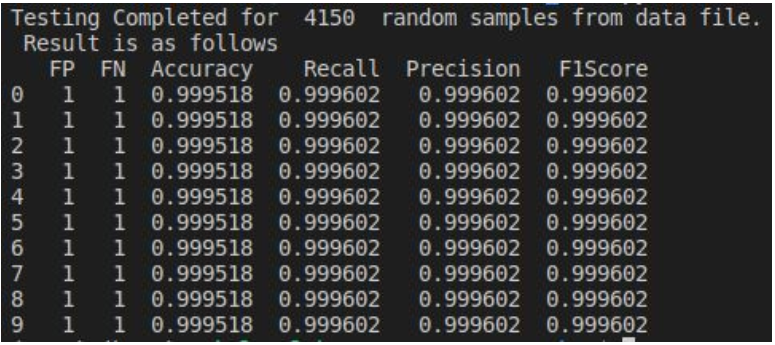 Testing Completed for  4150  random samples from data file.
 Result is as follows
   FP  FN  Accuracy    Recall  Precision   F1Score
0   1   1  0.999518  0.999602   0.999602  0.999602
1   1   1  0.999518  0.999602   0.999602  0.999602
2   1   1  0.999518  0.999602   0.999602  0.999602
3   1   1  0.999518  0.999602   0.999602  0.999602
4   1   1  0.999518  0.999602   0.999602  0.999602
5   1   1  0.999518  0.999602   0.999602  0.999602
6   1   1  0.999518  0.999602   0.999602  0.999602
7   1   1  0.999518  0.999602   0.999602  0.999602
8   1   1  0.999518  0.999602   0.999602  0.999602
9   1   1  0.999518  0.999602   0.999602  0.999602